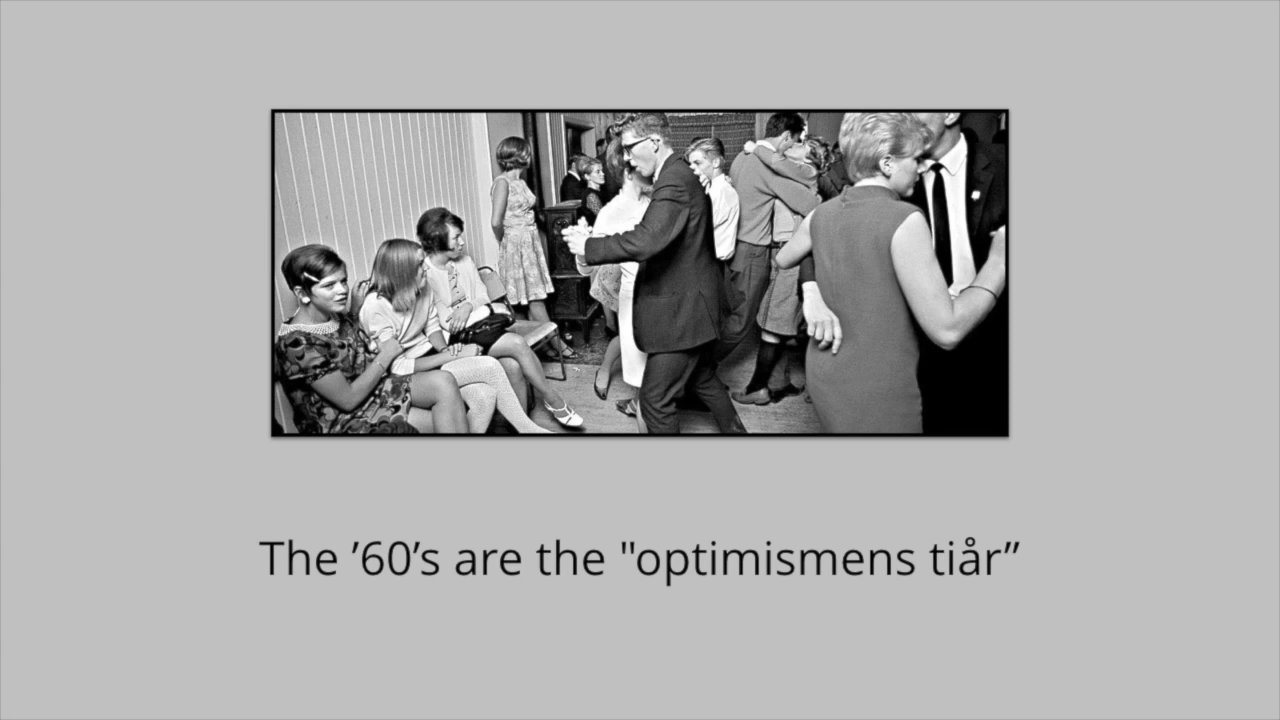 The ’60’s are the "optimismens tiår”